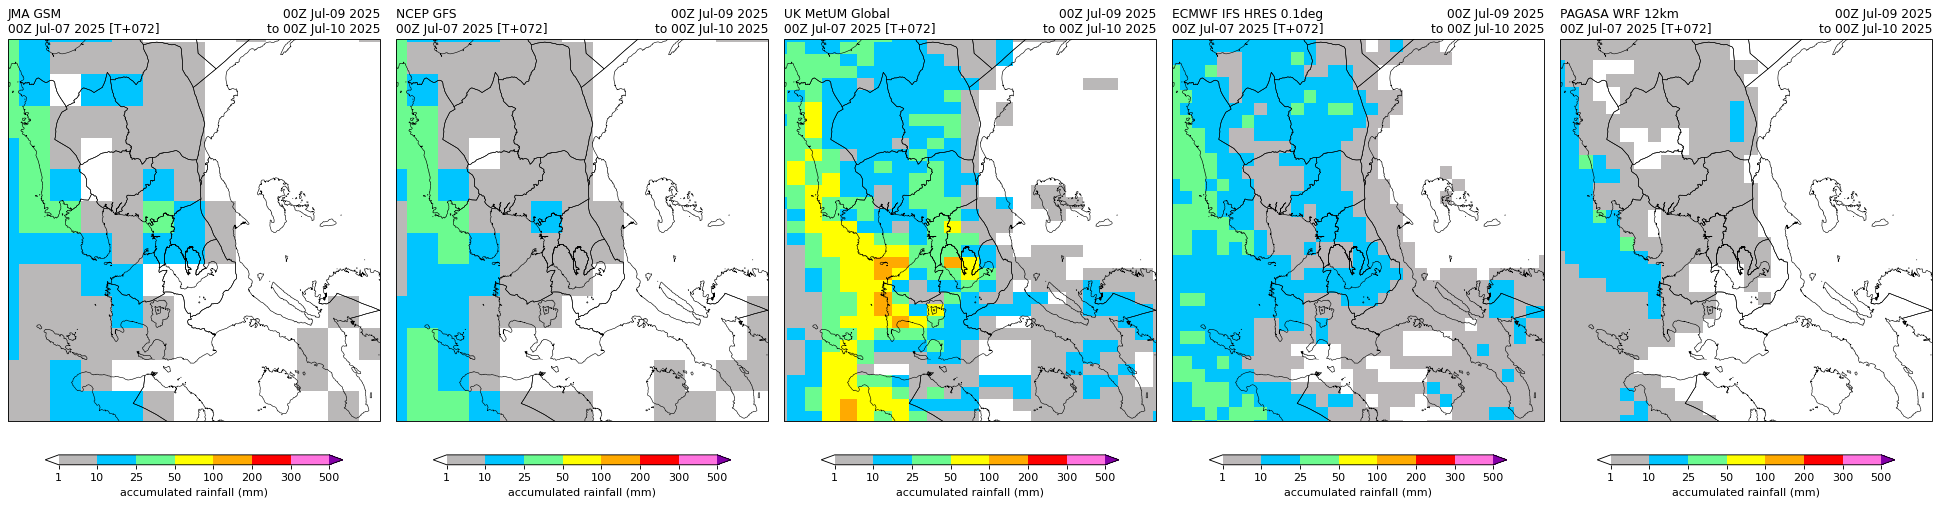 JMA GSM 00Z Jul-09 2025
00Z Jul-07 2025 [T+072] to 00Z Jul-10 2025
1 10 25 50 100 200 300 500
accumulated rainfall (mm)
NCEP GFS 00Z Jul-09 2025
00Z Jul-07 2025 [T+072] to 00Z Jul-10 2025
1 10 25 50 100 200 300 500
accumulated rainfall (mm)
UK MetUM Global 00Z Jul-09 2025
00Z Jul-07 2025 [T+072] to 00Z Jul-10 2025
1 10 25 50 100 200 300 500
accumulated rainfall (mm)
ECMWF IFS HRES 0.1deg 00Z Jul-09 2025
00Z Jul-07 2025 [T+072] to 00Z Jul-10 2025
1 10 25 50 100 200 300 500
accumulated rainfall (mm)
PAGASA WRF 12km 00Z Jul-09 2025
00Z Jul-07 2025 [T+072] to 00Z Jul-10 2025
1 10 25 50 100 200 300 500
accumulated rainfall (mm)